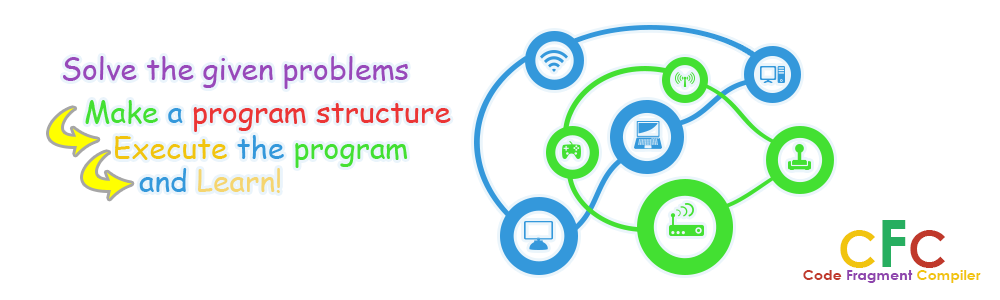 Solve the given problems
Make a program structure
Execute the program
and Learn!
CFC
Code Fragment Compiler